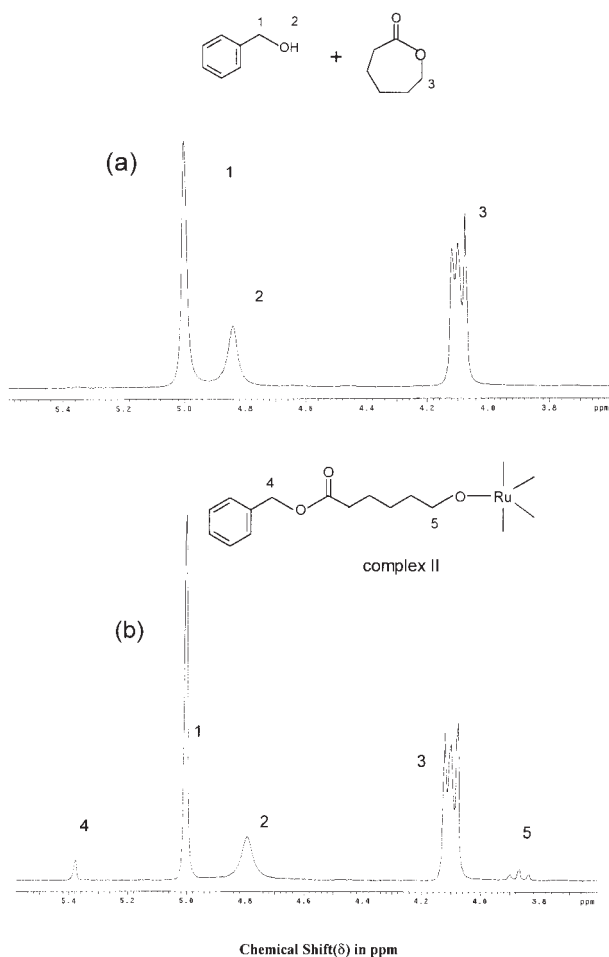 1 2
OH
+
O
O
3
(a)
1
2
3
5.4 5.2 5.0 4.8 4.6 4.4 4.2 4.0 3.8 ppm
O
4
O
O
Ru
5
complex II
(b)
1
2
3
4
5
5.4 5.2 5.0 4.8 4.6 4.4 4.2 4.0 3.8 ppm
Chemical Shift(δ) in ppm